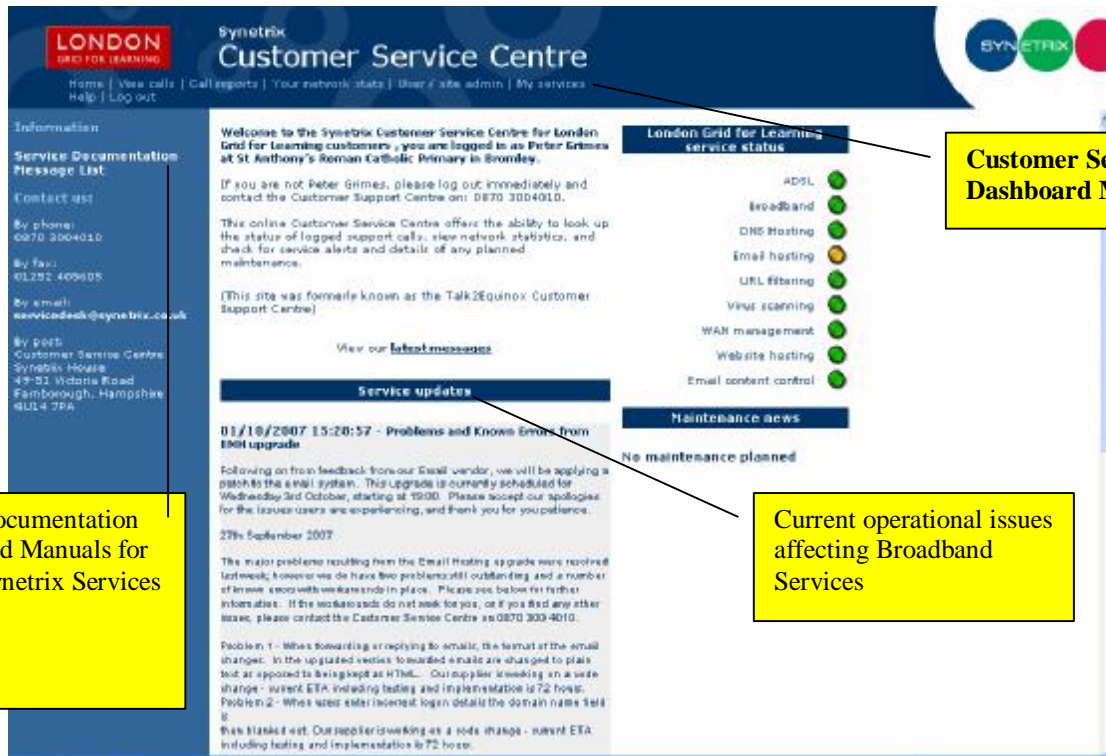 LONDON
GRID FOR LEARNING
Synetrix
Customer Service Centre
Home | View calls | Call reports | Your network stats | User / site admin | My services
Help | Log out
SYNETRIX
Information
Service Documentation
Message List
Contact us:
By phone:
0870 3004010
By fax:
01252 405605
By email:
servicedesk@synetrix.co.uk
By post:
Customer Service Centre
Synetrix House
49-51 Victoria Road
Farnborough, Hampshire
GU14 7PA
Welcome to the Synetrix Customer Service Centre for London
Grid for Learning customers , you are logged in as Peter Grimes
at St Anthony's Roman Catholic Primary in Bromley.
If you are not Peter Grimes, please log out immediately and
contact the Customer Support Centre on: 0870 3004010.
This online Customer Service Centre offers the ability to look up
the status of logged support calls, view network statistics, and
check for service alerts and details of any planned
maintenance.
(This site was formerly known as the Talk2Equinox Customer
Support Centre)
View our latest messages
Service updates
01/10/2007 15:20:57 - Problems and Known Errors from
upgrade
Following on from feedback from our Email vendor, we will be applying a
patch to the email system. This upgrade is currently scheduled for
Wednesday 3rd October, starting at 19:00. Please accept our apologies
for the issues users are experiencing, and thank you for you patience.
27th September 2007
The major problems resulting from the Email Hosting upgrade were resolved
last week; however we do have two problems still outstanding and a number
of known errors with workarounds in place. Please see below for further
information. If the workarounds do not work for you, or if you find any other
issues, please contact the Customer Service Centre on 0870 300 4010.
Problem 1 - When forwarding or replying to emails, the format of the email
changes. In the upgraded version forwarded emails are changed to plain
text as opposed to being kept as HTML. Our supplier is working on a code
change - current ETA including testing and implementation is 72 hours.
Problem 2 - When users enter incorrect logon details the domain name field
is
then blanked out. Our supplier is working on a code change - current ETA
including testing and implementation is 72 hours.
London Grid for Learning
service status
ADSL
Broadband
DNS Hosting
Email hosting
URL filtering
Virus scanning
WAN management
Website hosting
Email content control
Maintenance news
No maintenance planned
Customer Se
Dashboard M
ocumentation
d Manuals for
netrix Services
Current operational issues
affecting Broadband
Services